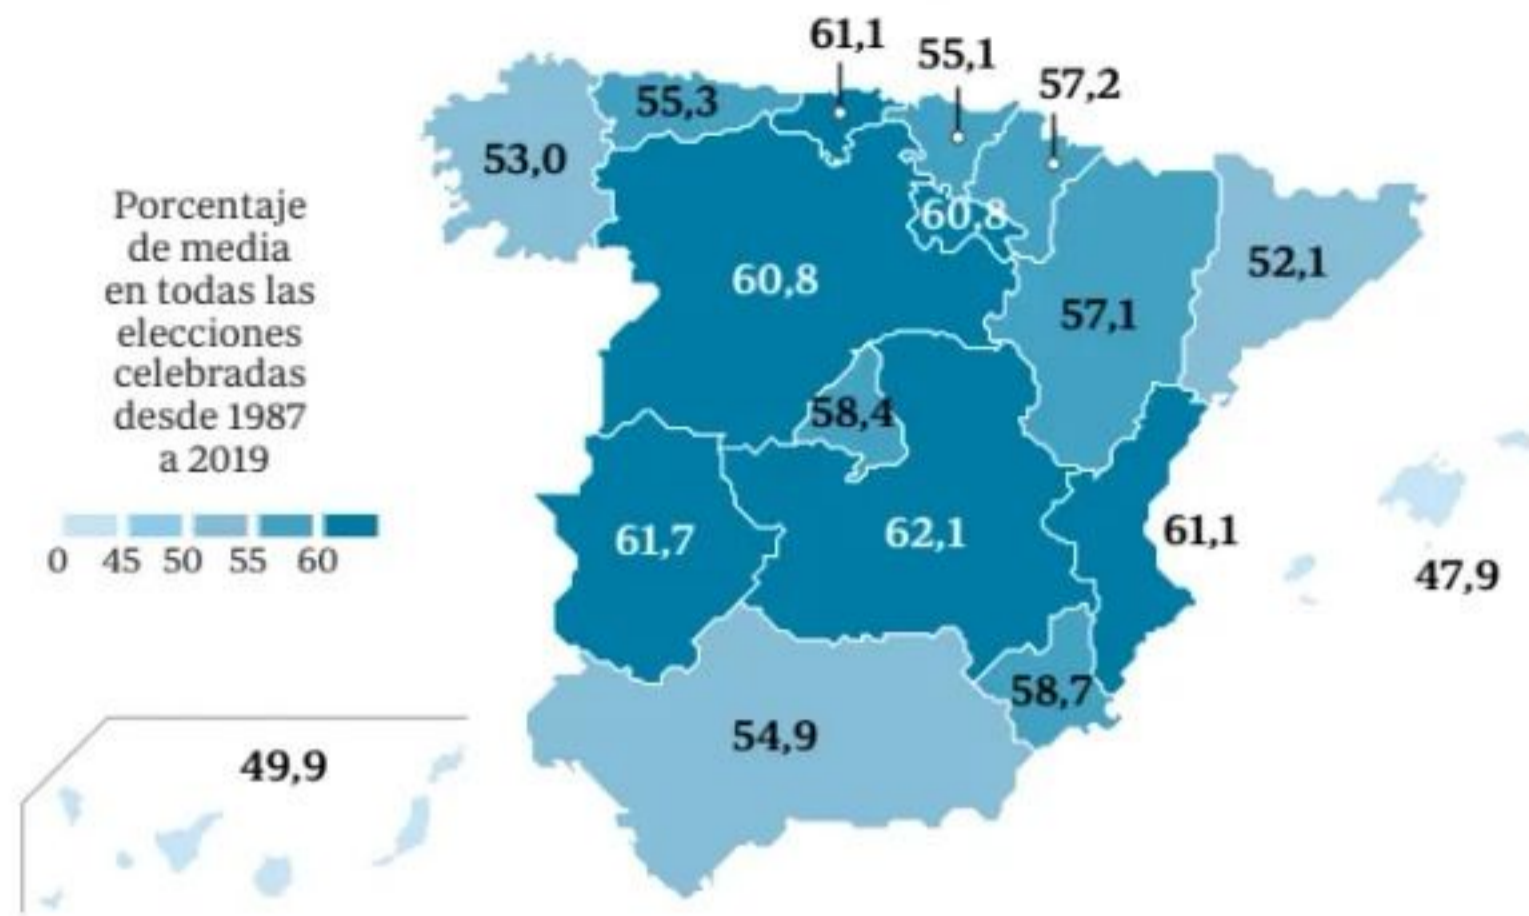 61,1
55,1
57,2
55,3
53,0
Porcentaje
de media
en todas las
elecciones
celebradas
desde 1987
a 2019
0 45 50 55 60
60,8
60,8
52,1
57,1
58,4
61,7
62,1
61,1
47,9
58,7
54,9
49,9